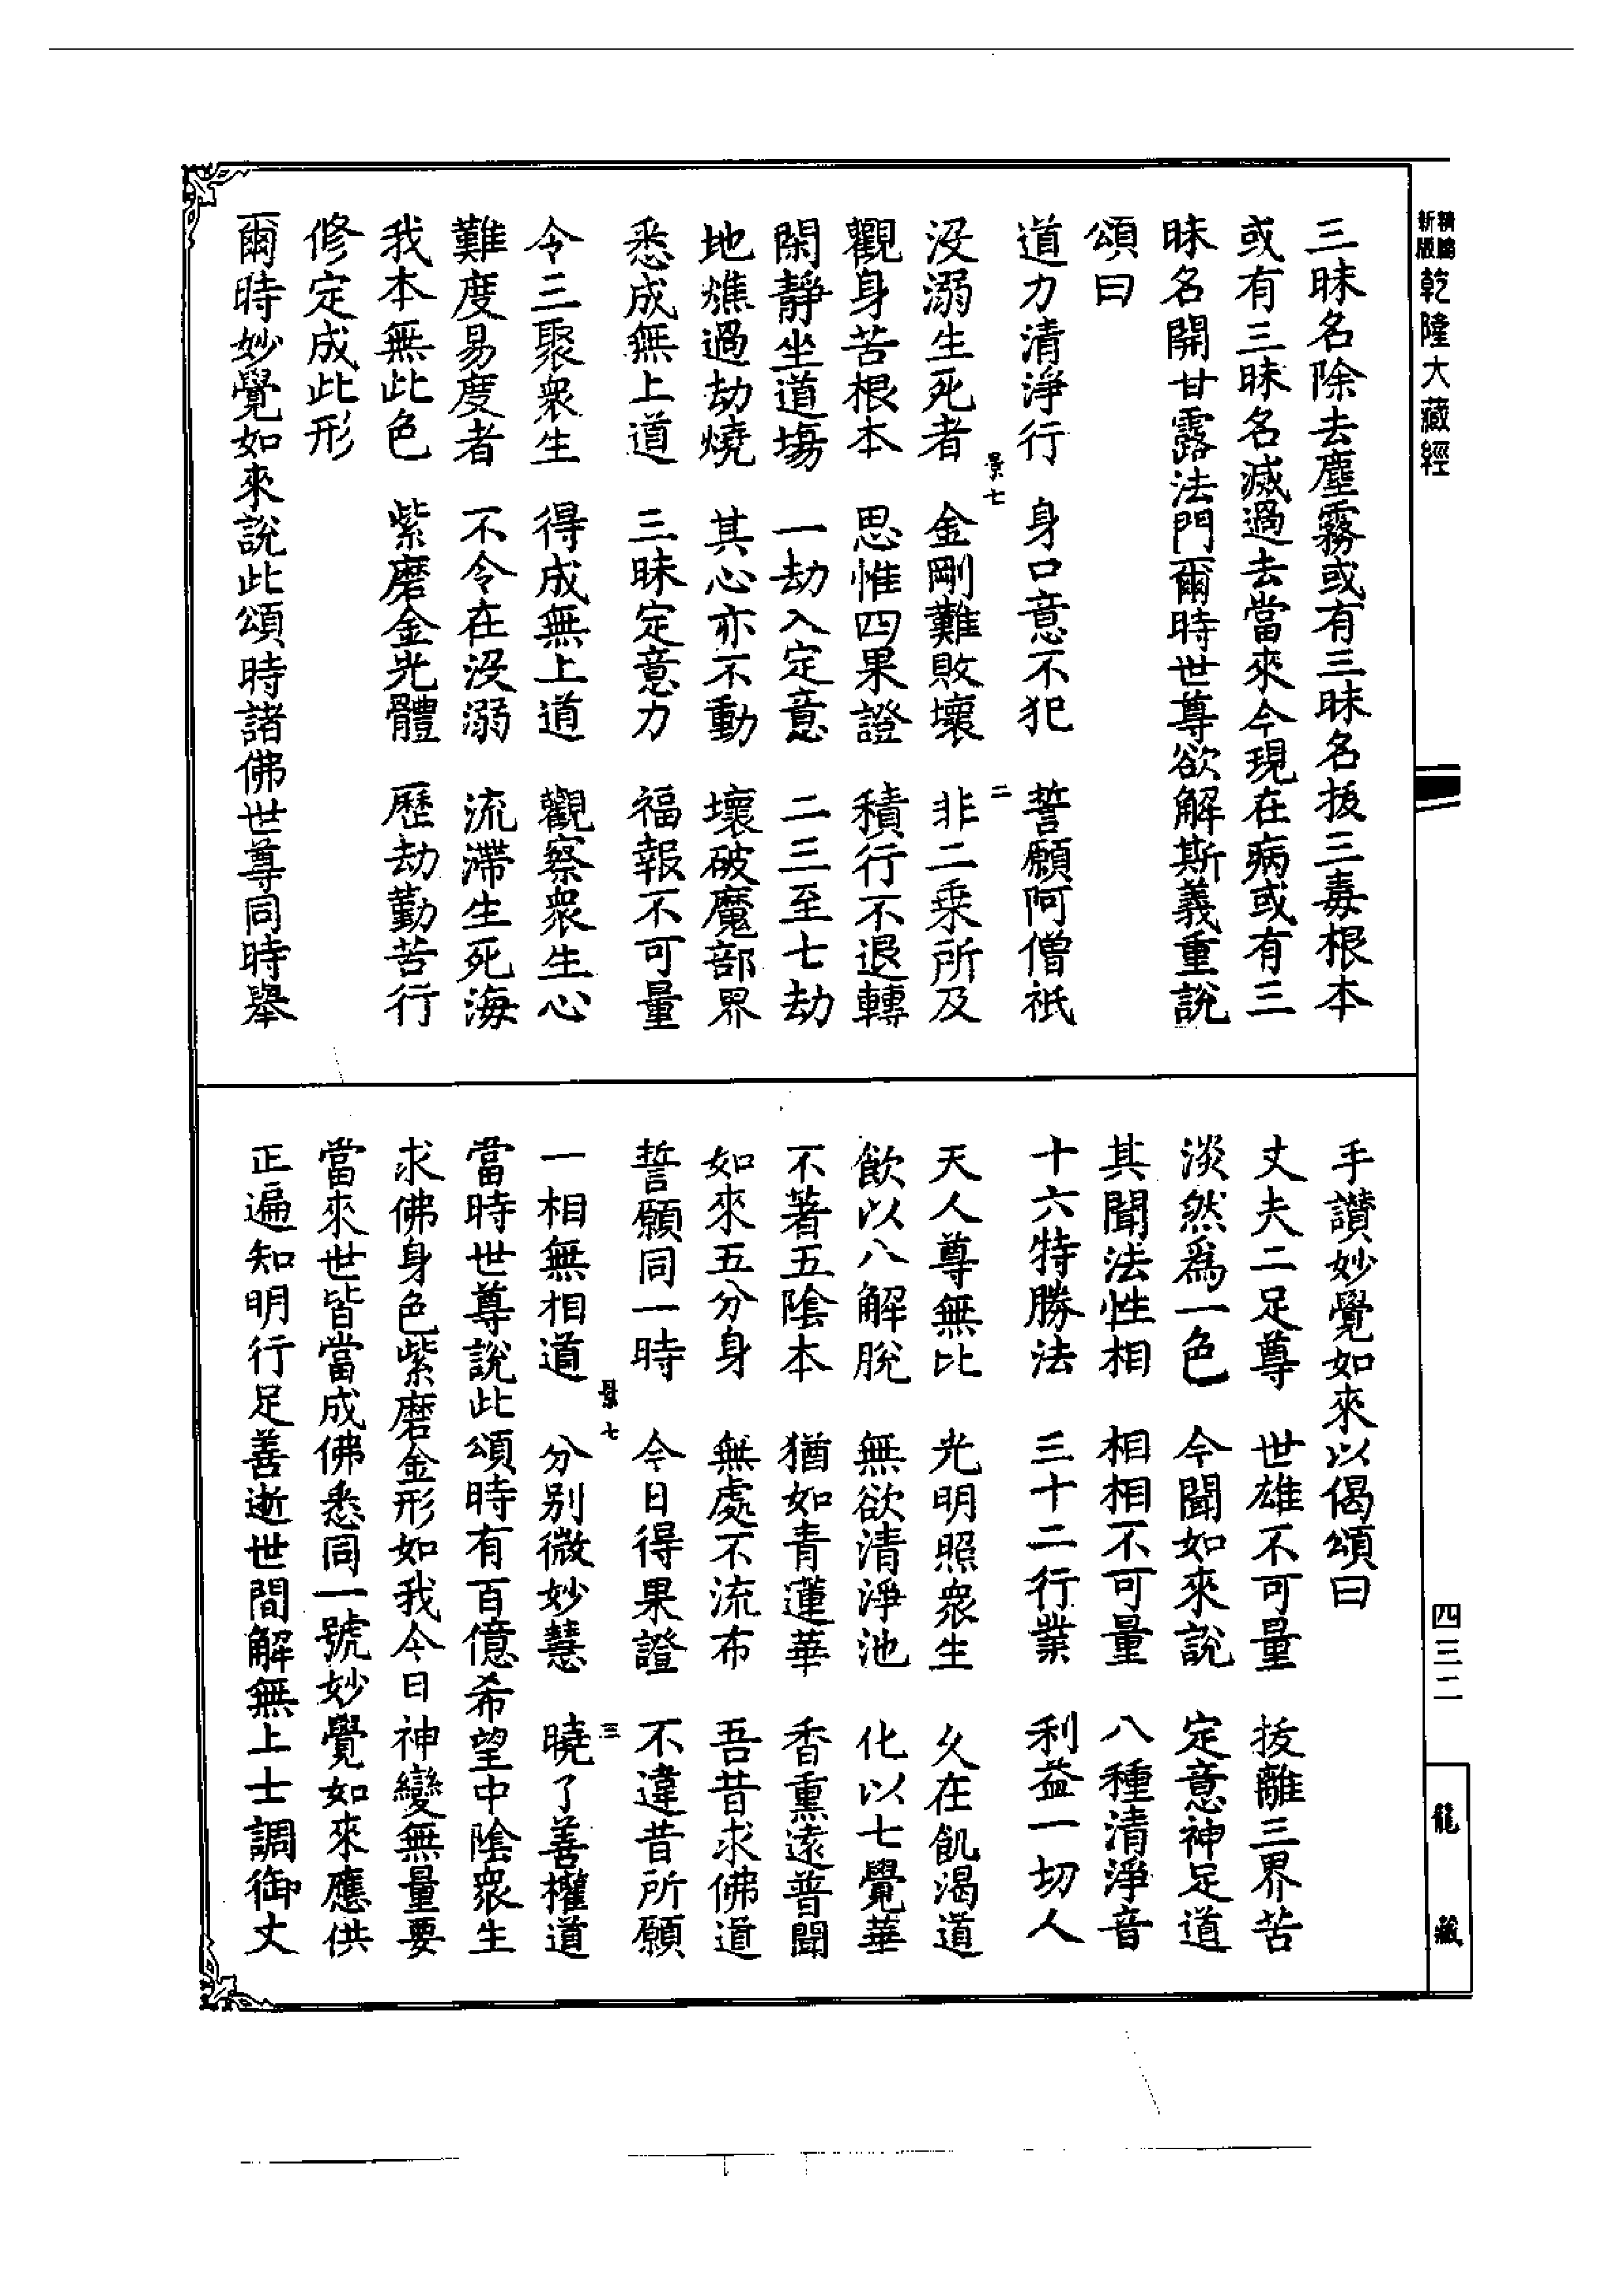 新版
精縮
乾隆大藏經
三昧名除去塵霧或有三昧名拔三毒根本
或有三昧名滅過去當來今現在病或有三
昧名開甘露法門爾時世尊欲解斯義重說
頌曰
道力清淨行　身口意不犯　誓願阿僧祇
景七　二
沒溺生死者　金剛難敗壞　非二乘所及
觀身苦根本　思惟四果證　積行不退轉
閑靜坐道場　一劫入定意　二三至七劫
地燋過劫燒　其心亦不動　壞破魔部界
悉成無上道　三昧定意力　福報不可量
令三聚衆生　得成無上道　觀察衆生心
難度易度者　不令在沒溺　流滯生死海
我本無此色　紫磨金光體　歷劫勤苦行
修定成此形
爾時妙覺如來說此頌時諸佛世尊同時舉
手讚妙覺如來以偈頌曰
丈夫二足尊　世雄不可量　拔離三界苦
淡然爲一色　今聞如來說　定意神足道
其聞法性相　相相不可量　八種清淨音
十六特勝法　三十二行業　利益一切人
天人尊無比　光明照衆生　久在飢渴道
飲以八解脫　無欲清淨池　化以七覺華
不著五陰本　猶如青蓮華　香熏遠普聞
如來五分身　無處不流布　吾昔求佛道
誓願同一時　今日得果證　不違昔所願
景七　三
一相無相道　分別微妙慧　曉了善權道
當時世尊說此頌時有百億希望中陰衆生
求佛身色紫磨金形如我今日神變無量要
當來世皆當成佛悉同一號妙覺如來應供
正遍知明行足善逝世間解無上士調御丈
四三二
龍藏